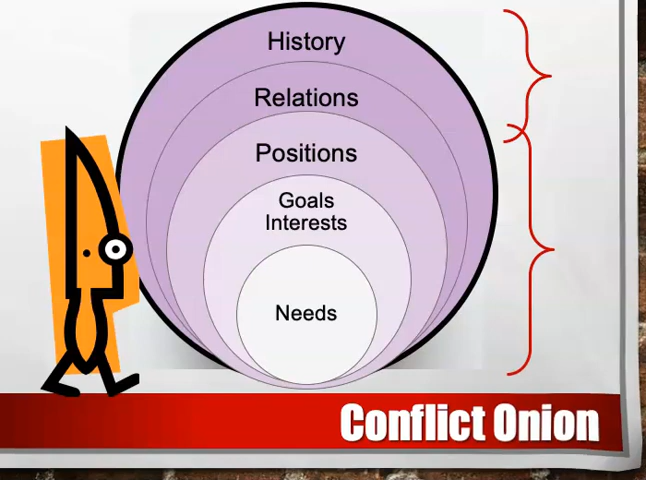 History
Relations
Positions
Goals
Interests
Needs
Conflict Onion